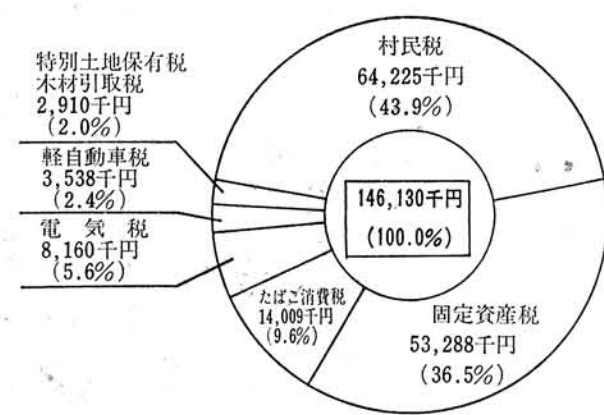 村民税
64,225千円
(43.9%)
特別土地保有税
木材引取税
2,910千円
(2.0%)
軽自動車税
3,538千円
(2.4%)
電気税
8,160千円
(5.6%)
146,130千円
(100.0%)
たばこ消費税
14,009千円
(9.6%)
固定資産税
53,288千円
(36.5%)